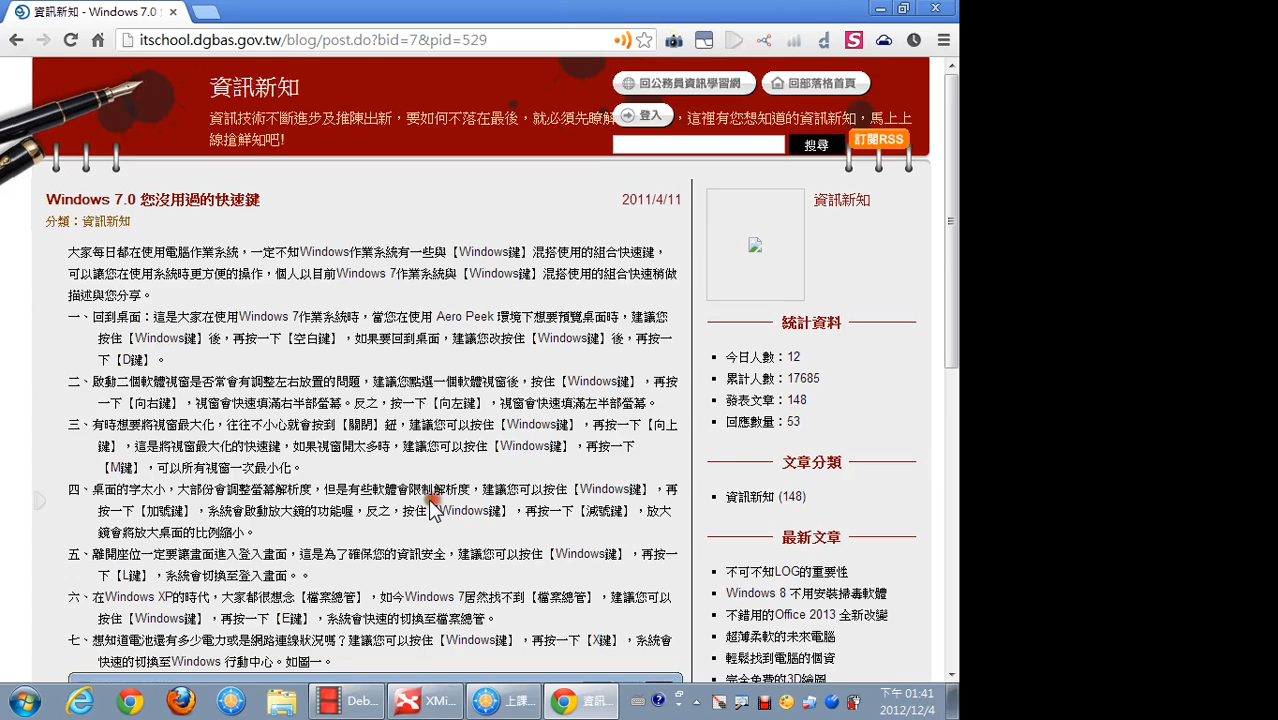 資訊新知 - Windows 7.0
itschool.dgbas.gov.tw/blog/post.do?bid=7&pid=529
資訊新知
回公務員資訊學習網
回部落格首頁
資訊技術不斷進步及推陳出新，要如何不落在最後，就必須先瞭解
登入
，這裡有您想知道的資訊新知，馬上上
線搶鮮知吧!
搜尋
訂閱RSS
Windows 7.0 您沒用過的快速鍵
2011/4/11
分類：資訊新知
大家每日都在使用電腦作業系統，一定不知Windows作業系統有一些與【Windows鍵】混搭使用的組合快速鍵，
可以讓您在使用系統時更方便的操作，個人以目前Windows 7作業系統與【Windows鍵】混搭使用的組合快速稍做
描述與您分享。
一、回到桌面：這是大家在使用Windows 7作業系統時，當您在使用 Aero Peek 環境下想要預覽桌面時，建議您
按住【Windows鍵】後，再按一下【空白鍵】，如果要回到桌面，建議您改按住【Windows鍵】後，再按一
下【D鍵】。
二、啟動二個軟體視窗是否常會有調整左右放置的問題，建議您點選一個軟體視窗後，按住【Windows鍵】，再按
一下【向右鍵】，視窗會快速填滿右半部螢幕。反之，按一下【向左鍵】，視窗會快速填滿左半部螢幕。
三、有時想要將視窗最大化，往往不小心就會按到【關閉】鈕，建議您可以按住【Windows鍵】，再按一下【向上
鍵】，這是將視窗最大化的快速鍵，如果視窗開太多時，建議您可以按住【Windows鍵】，再按一下
【M鍵】，可以所有視窗一次最小化。
四、桌面的字太小，大部份會調整螢幕解析度，但是有些軟體會限制解析度，建議您可以按住【Windows鍵】，再
按一下【加號鍵】，系統會啟動放大鏡的功能喔，反之，按住【Windows鍵】，再按一下【減號鍵】，放大
鏡會將放大桌面的比例縮小。
五、離開座位一定要讓畫面進入登入畫面，這是為了確保您的資訊安全，建議您可以按住【Windows鍵】，再按一
下【L鍵】，系統會切換至登入畫面。。
六、在Windows XP的時代，大家都很想念【檔案總管】，如今Windows 7居然找不到【檔案總管】，建議您可以
按住【Windows鍵】，再按一下【E鍵】，系統會快速的切換至檔案總管。
七、想知道電池還有多少電力或是網路連線狀況嗎？建議您可以按住【Windows鍵】，再按一下【X鍵】，系統會
快速的切換至Windows 行動中心。如圖一。
資訊新知
統計資料
今日人數：12
累計人數：17685
發表文章：148
回應數量：53
文章分類
資訊新知 (148)
最新文章
不可不知LOG的重要性
Windows 8 不用安裝掃毒軟體
不錯用的Office 2013 全新改變
超薄柔軟的未來電腦
輕鬆找到電腦的個資
完全免費的3D繪圖
Deb...
XMi...
上課...
資訊...
下午 01:41
2012/12/4